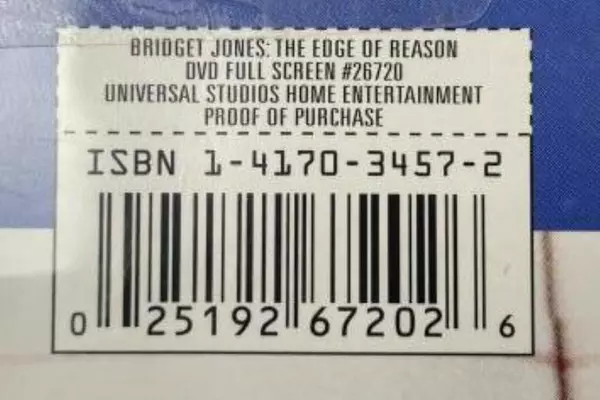 BRIDGET JONES: THE EDGE OF REASON
DVD FULL SCREEN #26720
UNIVERSAL STUDIOS HOME ENTERTAINMENT
PROOF OF PURCHASE
ISBN 1-4170-3457-2
0 25192 67202 6